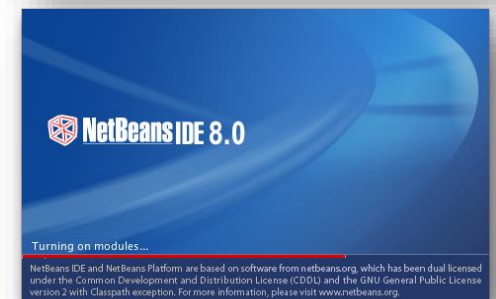 NetBeans IDE 8.0
Turning on modules...
NetBeans IDE and NetBeans Platform are based on software from netbeans.org, which has been dual licensed
under the Common Development and Distribution License (CDDL) and the GNU General Public License
version 2 with Classpath exception. For more information, please visit www.netbeans.org.